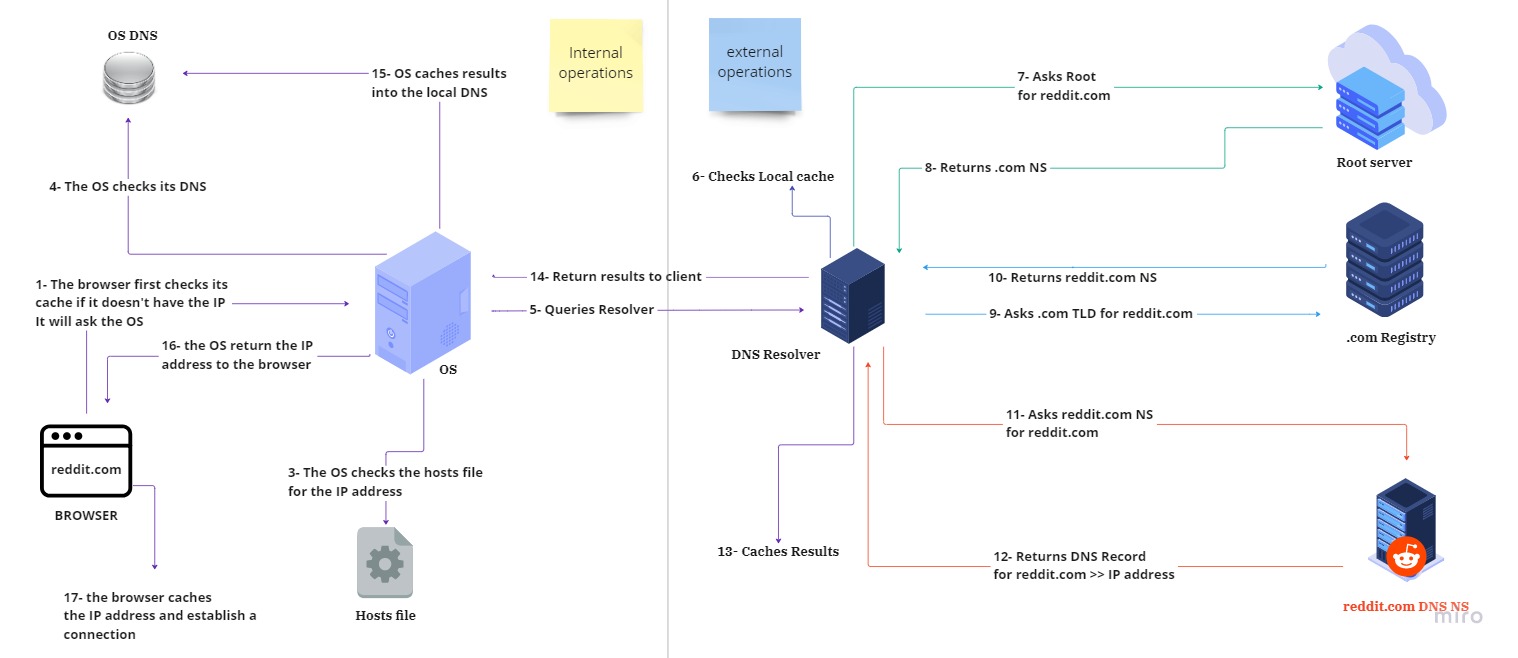 OS DNS
15- OS caches results
into the local DNS
Internal
operations
4- The OS checks its DNS
1- The browser first checks its
cache if it doesn't have the IP
It will ask the OS
16- the OS return the IP
address to the browser
OS
14- Return results to client
5- Queries Resolver
reddit.com
BROWSER
3- The OS checks the hosts file
for the IP address
Hosts file
17- the browser caches
the IP address and establish a
connection
external
operations
7- Asks Root
for reddit.com
Root server
8- Returns .com NS
6- Checks Local cache
10- Returns reddit.com NS
9- Asks .com TLD for reddit.com
.com Registry
DNS Resolver
11- Asks reddit.com NS
for reddit.com
13- Caches Results
12- Returns DNS Record
for reddit.com >> IP address
reddit.com DNS NS
miro